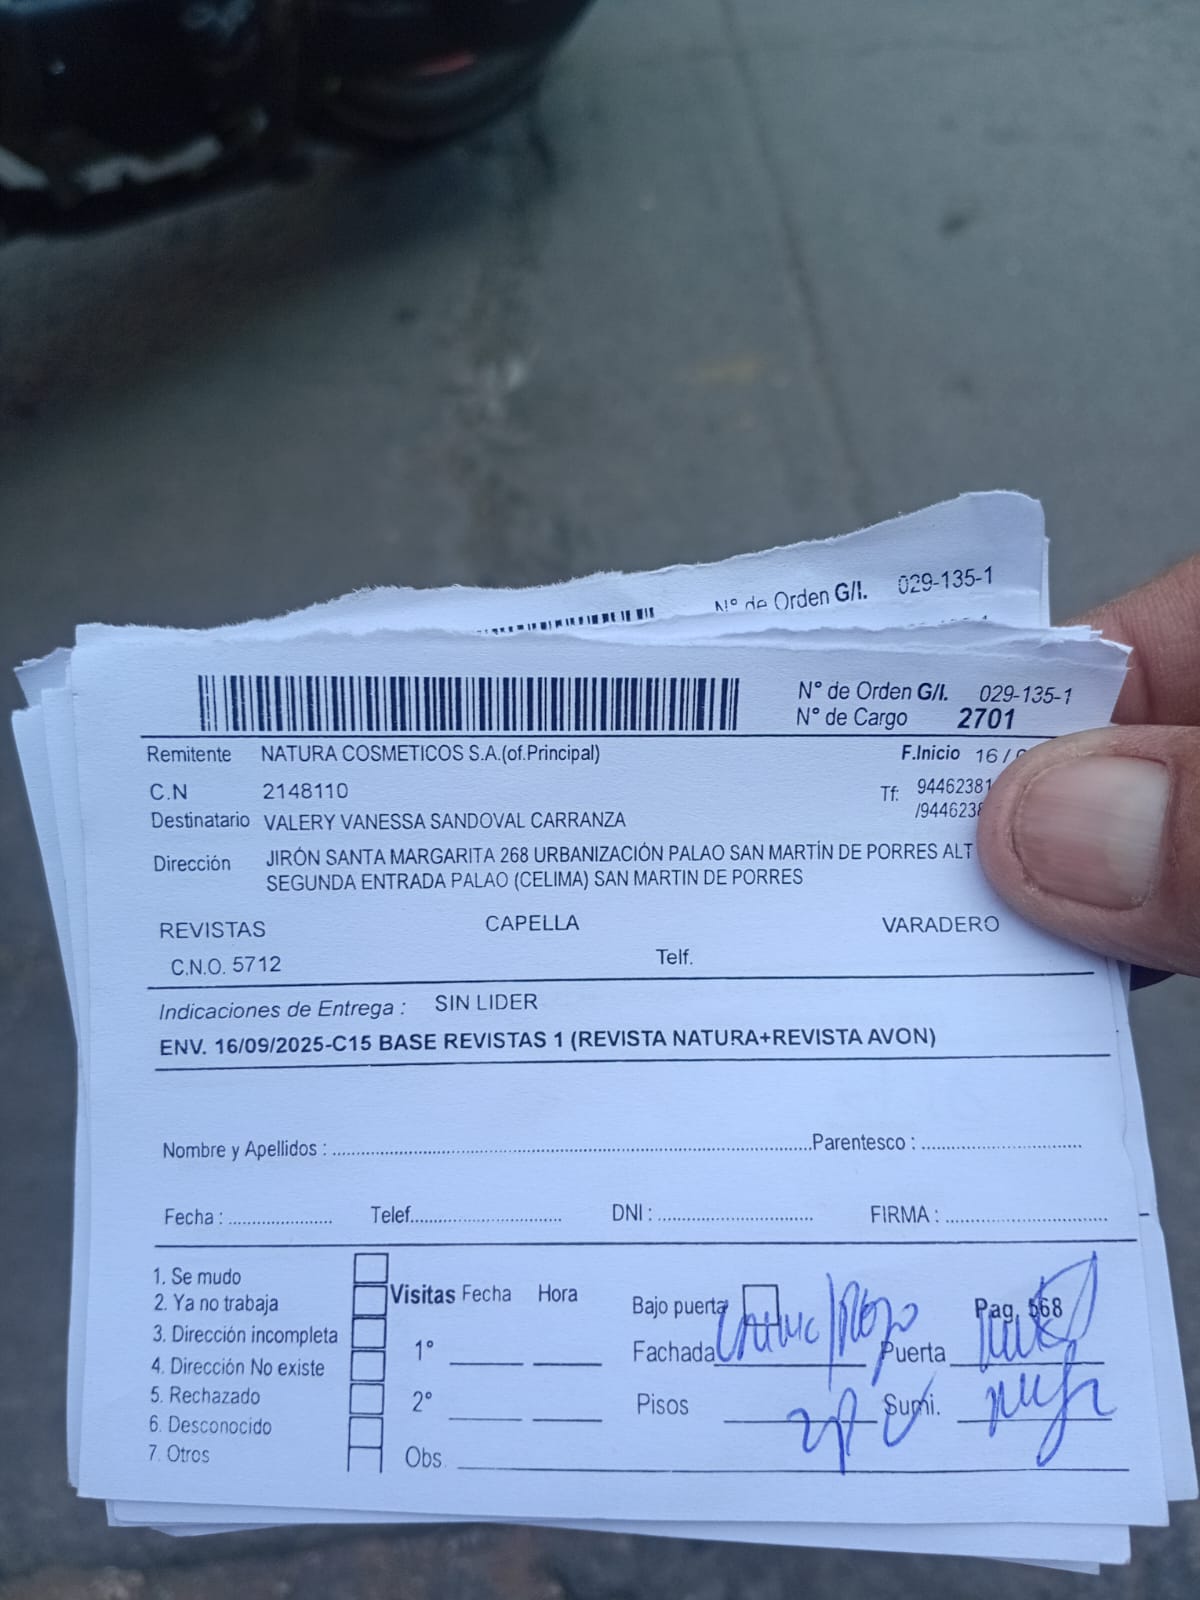 Nº de Orden G/I. 029-135-1
Nº de Orden G/I. 029-135-1
Nº de Cargo 2701
Remitente NATURA COSMETICOS S.A.(of.Principal)
F.Inicio 16/
C.N 2148110
Tf: 94462381
/944623
Destinatario VALERY VANESSA SANDOVAL CARRANZA
Dirección JIRÓN SANTA MARGARITA 268 URBANIZACIÓN PALAO SAN MARTÍN DE PORRES ALT
SEGUNDA ENTRADA PALAO (CELIMA) SAN MARTIN DE PORRES
REVISTAS CAPELLA VARADERO
C.N.O. 5712 Telf.
Indicaciones de Entrega : SIN LIDER
ENV. 16/09/2025-C15 BASE REVISTAS 1 (REVISTA NATURA+REVISTA AVON)
Nombre y Apellidos : Parentesco :
Fecha : Telef. DNI : FIRMA :
1. Se mudo
2. Ya no trabaja
3. Dirección incompleta
4. Dirección No existe
5. Rechazado
6. Desconocido
7. Otros
Visitas Fecha Hora
1°
2°
Obs.
Bajo puerta Pag. 568
Fachada Puerta
Pisos Sumi.